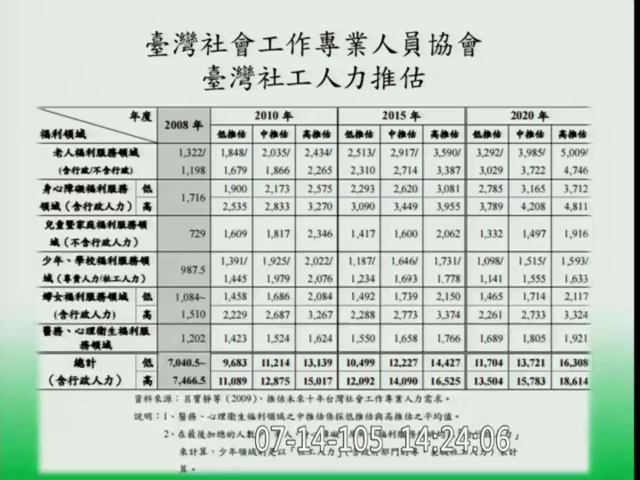 臺灣社會工作專業人員協會
臺灣社工人力推估
年度 2008 年 2010 年 2015 年 2020 年
福利領域 低推估 中推估 高推估 低推估 中推估 高推估 低推估 中推估 高推估
老人福利服務領域 1,322/ 1,848/ 2,035/ 2,434/ 2,513/ 2,917/ 3,590/ 3,292/ 3,985/ 5,009/
(含行政/不含行政) 1,198 1,679 1,866 2,265 2,310 2,714 3,387 3,029 3,722 4,746
身心障礙福利服務 低 1,716 1,900 2,173 2,575 2,293 2,620 3,081 2,785 3,165 3,712
領域（含行政人力） 高 2,535 2,833 3,270 3,090 3,449 3,955 3,789 4,208 4,811
兒童暨家庭福利服務領 729 1,609 1,817 2,346 1,417 1,600 2,062 1,332 1,497 1,916
域（不含行政人力）
少年、學校福利服務領 987.5 1,391/ 1,925/ 2,022/ 1,187/ 1,646/ 1,731/ 1,098/ 1,515/ 1,593/
域（專責人力/社工人力） 1,445 1,979 2,076 1,234 1,693 1,778 1,141 1,555 1,633
婦女福利服務領域 低 1,084~ 1,458 1,686 2,084 1,492 1,739 2,150 1,465 1,714 2,117
(含行政人力) 高 1,510 2,229 2,687 3,267 2,288 2,773 3,374 2,261 2,733 3,324
醫務、心理衛生福利服 1,202 1,423 1,524 1,624 1,550 1,658 1,766 1,689 1,805 1,921
務領域
總計 低 7,040.5~ 9,683 11,214 13,139 10,499 12,227 14,427 11,704 13,721 16,308
（含行政人力） 高 7,466.5 11,089 12,875 15,017 12,092 14,090 16,525 13,504 15,783 18,614
資料來源：呂寶靜等（2009），推估未來十年台灣社會工作專業人力需求。
說明：1、醫務、心理衛生福利領域之中推估係採低推估與高推估之平均值。
2、在最後加總的人數
來計算，少年領域則是以「社工人力」
算。
07-14-105 14:24:06